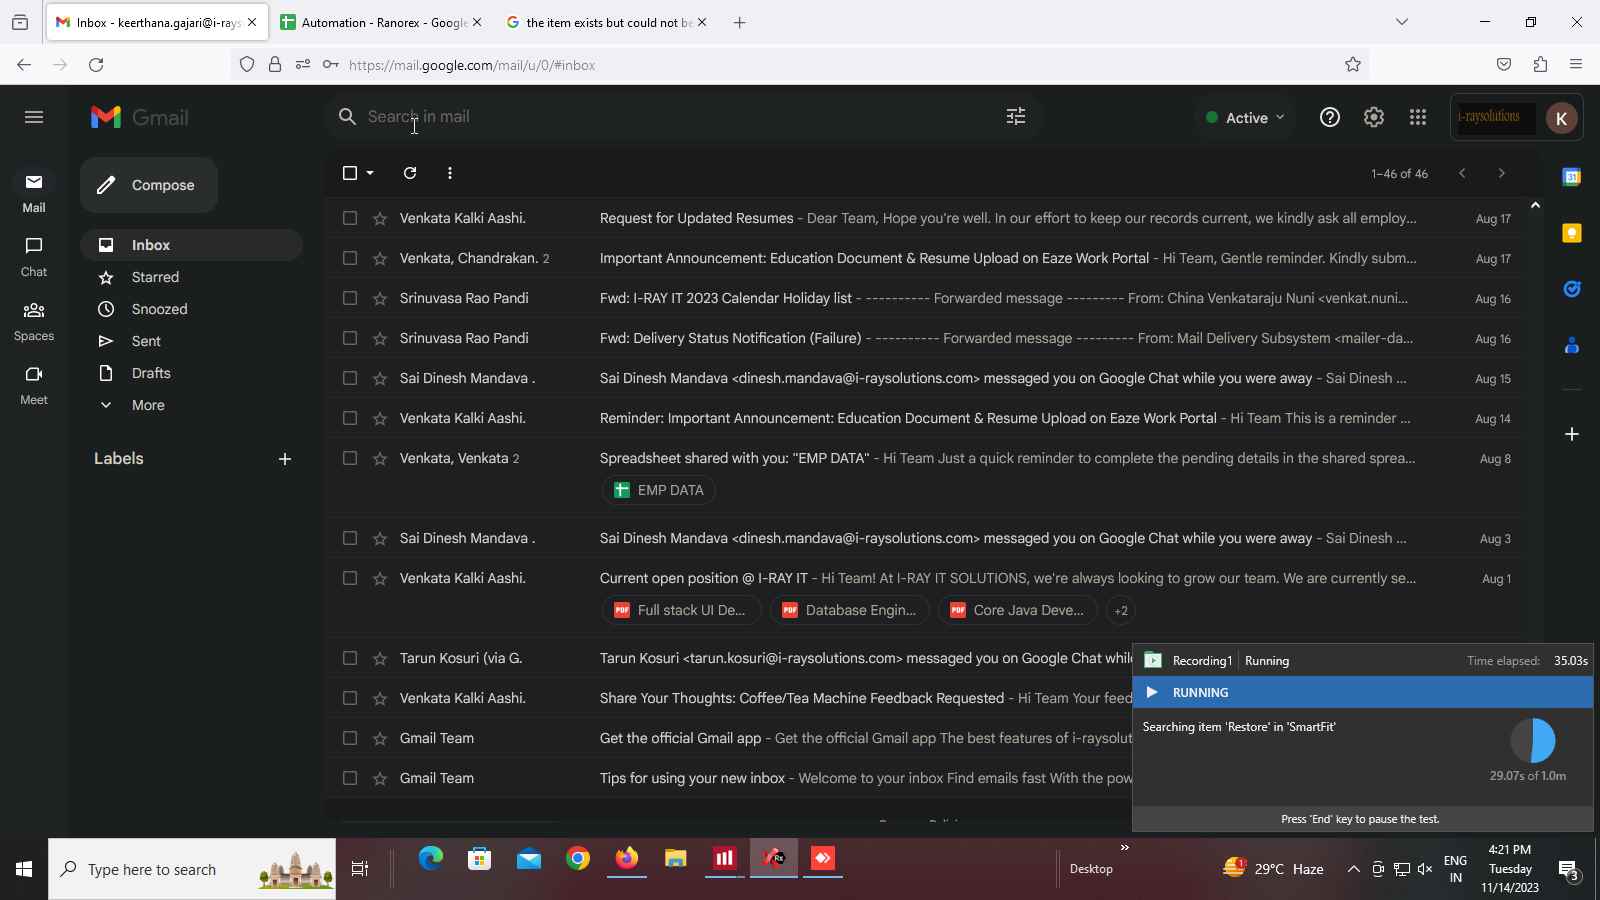 Inbox - keerthana.gajari@i-rays
Automation - Ranorex - Google
the item exists but could not be
https://mail.google.com/mail/u/0/#inbox
Gmail
Search in mail
Active
i-raysolutions
K
Compose
1–46 of 46
Mail
Chat
Spaces
Meet
Inbox
Starred
Snoozed
Sent
Drafts
More
Labels
31
Venkata Kalki Aashi. Request for Updated Resumes - Dear Team, Hope you're well. In our effort to keep our records current, we kindly ask all employ... Aug 17
Venkata, Chandrakan. 2 Important Announcement: Education Document & Resume Upload on Eaze Work Portal - Hi Team, Gentle reminder. Kindly subm... Aug 17
Srinuvasa Rao Pandi Fwd: I-RAY IT 2023 Calendar Holiday list - ---------- Forwarded message --------- From: China Venkataraju Nuni <venkat.nuni... Aug 16
Srinuvasa Rao Pandi Fwd: Delivery Status Notification (Failure) - ---------- Forwarded message --------- From: Mail Delivery Subsystem <mailer-da... Aug 16
Sai Dinesh Mandava . Sai Dinesh Mandava <dinesh.mandava@i-raysolutions.com> messaged you on Google Chat while you were away - Sai Dinesh ... Aug 15
Venkata Kalki Aashi. Reminder: Important Announcement: Education Document & Resume Upload on Eaze Work Portal - Hi Team This is a reminder ... Aug 14
Venkata, Venkata 2 Spreadsheet shared with you: "EMP DATA" - Hi Team Just a quick reminder to complete the pending details in the shared sprea... Aug 8
EMP DATA
Sai Dinesh Mandava . Sai Dinesh Mandava <dinesh.mandava@i-raysolutions.com> messaged you on Google Chat while you were away - Sai Dinesh ... Aug 3
Venkata Kalki Aashi. Current open position @ I-RAY IT - Hi Team! At I-RAY IT SOLUTIONS, we're always looking to grow our team. We are currently se... Aug 1
PDF Full stack UI De... PDF Database Engin... PDF Core Java Deve... +2
Tarun Kosuri (via G. Tarun Kosuri <tarun.kosuri@i-raysolutions.com> messaged you on Google Chat whil
Venkata Kalki Aashi. Share Your Thoughts: Coffee/Tea Machine Feedback Requested - Hi Team Your feed
Gmail Team Get the official Gmail app - Get the official Gmail app The best features of i-raysolut
Gmail Team Tips for using your new inbox - Welcome to your inbox Find emails fast With the pow
Recording1 Running Time elapsed: 35.03s
RUNNING
Searching item 'Restore' in 'SmartFit'
29.07s of 1.0m
Press 'End' key to pause the test.
Type here to search
Rx
Desktop
1
29°C Haze
ENG
IN
4:21 PM
Tuesday
11/14/2023
3